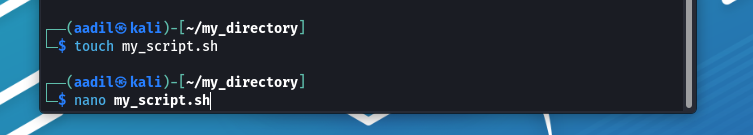 ┌──(aadil㉿kali)-[~/my_directory]
└─$ touch my_script.sh
┌──(aadil㉿kali)-[~/my_directory]
└─$ nano my_script.sh